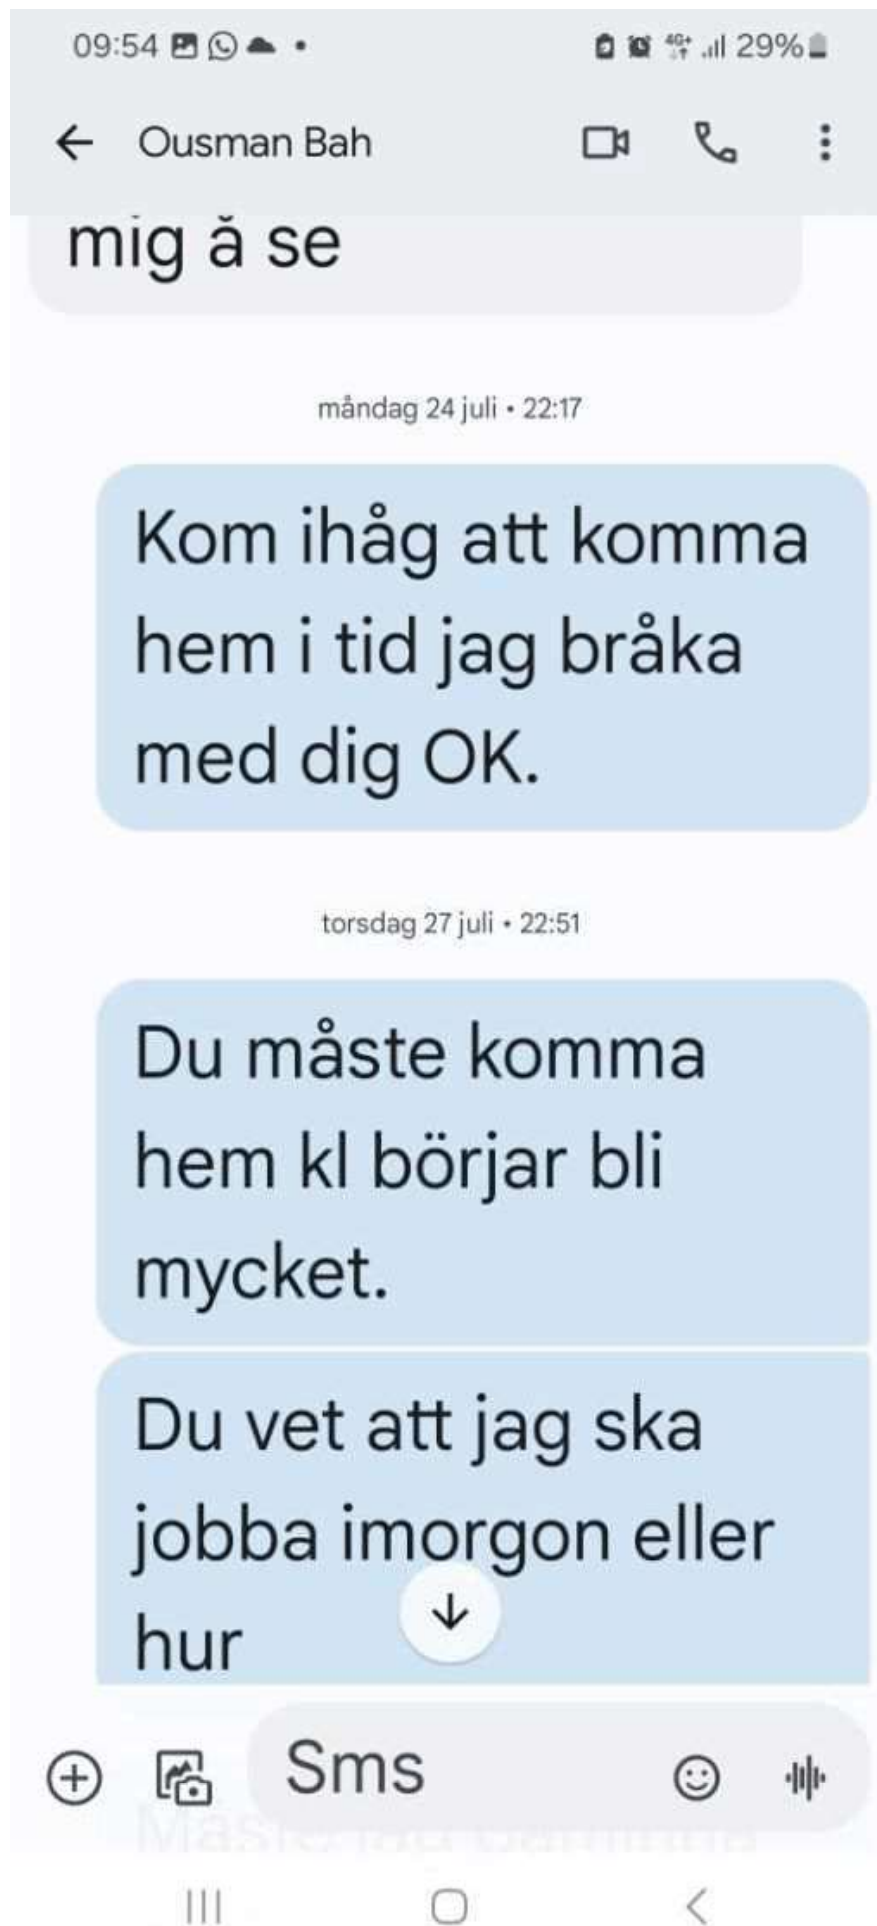 09:54
4G+ 29%
Ousman Bah
mig å se
måndag 24 juli • 22:17
Kom ihåg att komma
hem i tid jag bråka
med dig OK.
torsdag 27 juli • 22:51
Du måste komma
hem kl börjar bli
mycket.
Du vet att jag ska
jobba imorgon eller
hur
Sms